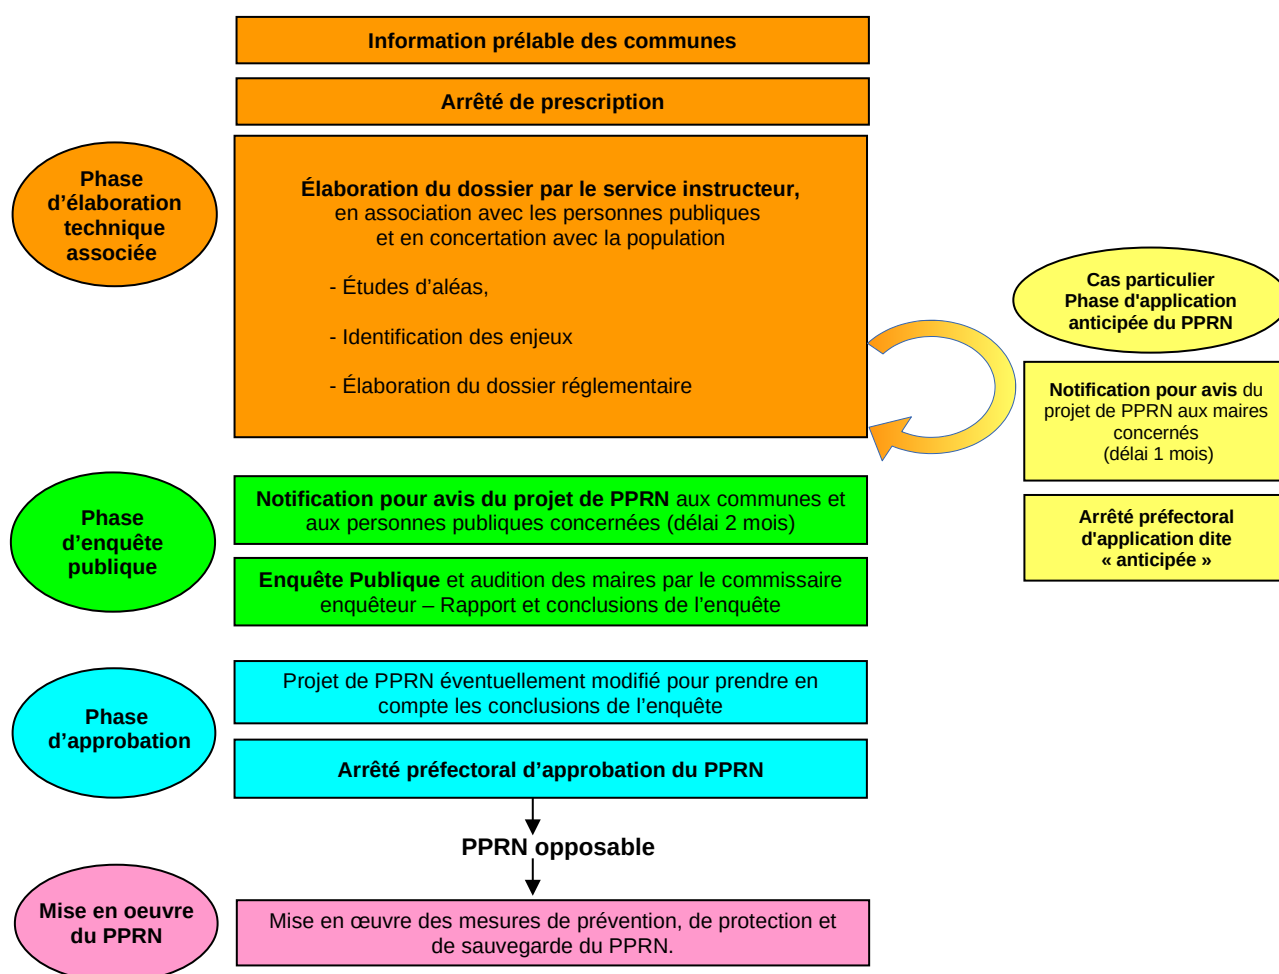 Information prélable des communes
Arrêté de prescription
Phase
d'élaboration
technique
associée
Élaboration du dossier par le service instructeur,
en association avec les personnes publiques
et en concertation avec la population
- Études d'aléas,
- Identification des enjeux
- Élaboration du dossier réglementaire
Cas particulier
Phase d'application
anticipée du PPRN
Notification pour avis du
projet de PPRN aux maires
concernés
(délai 1 mois)
Arrêté préfectoral
d'application dite
« anticipée »
Phase
d'enquête
publique
Notification pour avis du projet de PPRN aux communes et
aux personnes publiques concernées (délai 2 mois)
Enquête Publique et audition des maires par le commissaire
enquêteur – Rapport et conclusions de l'enquête
Phase
d'approbation
Projet de PPRN éventuellement modifié pour prendre en
compte les conclusions de l'enquête
Arrêté préfectoral d'approbation du PPRN
PPRN opposable
Mise en oeuvre
du PPRN
Mise en œuvre des mesures de prévention, de protection et
de sauvegarde du PPRN.